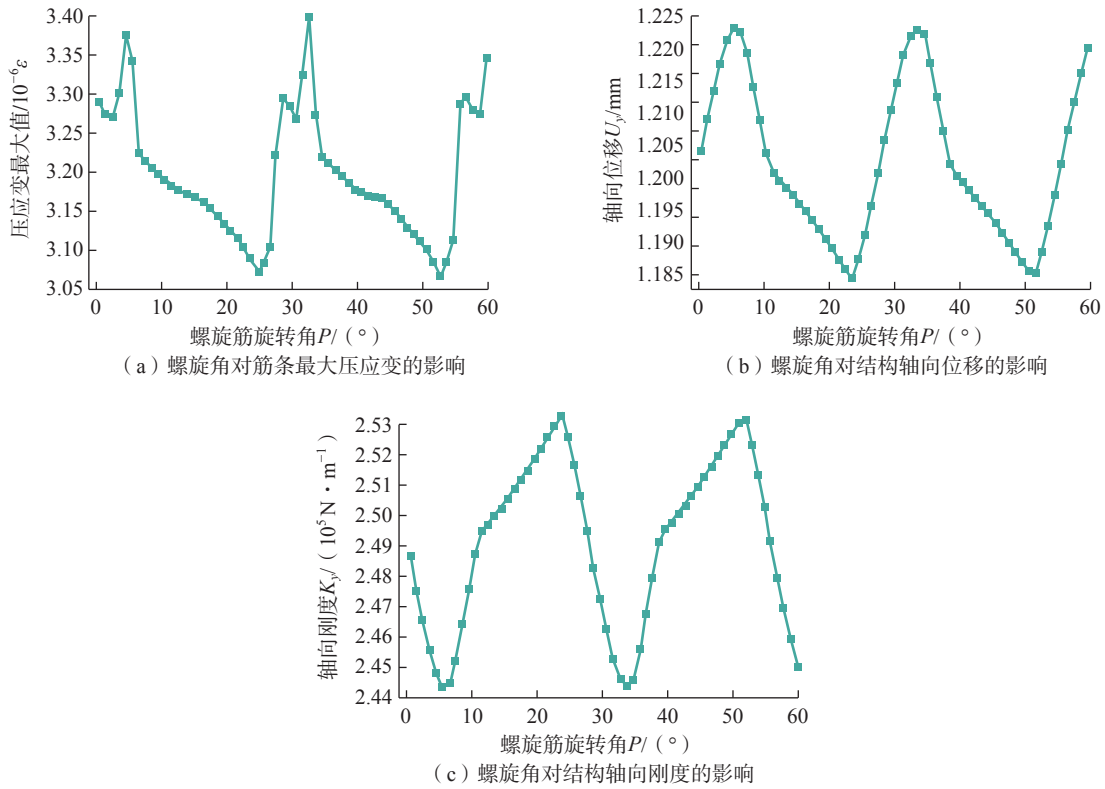 3.40
3.35
3.30
3.25
3.20
3.15
3.10
3.05
压应变最大值/10⁻⁶ε
0 10 20 30 40 50 60
螺旋筋旋转角P/(°)
(a)螺旋角对筋条最大压应变的影响
1.225
1.225
1.215
1.215
1.205
1.200
1.195
1.190
1.185
轴向位移Uy/mm
0 10 20 30 40 50 60
螺旋筋旋转角P/(°)
(b)螺旋角对结构轴向位移的影响
2.53
2.52
2.51
2.50
2.49
2.48
2.47
2.46
2.45
2.44
轴向刚度Ky/(10⁵ N·m⁻¹)
0 10 20 30 40 50 60
螺旋筋旋转角P/(°)
(c)螺旋角对结构轴向刚度的影响